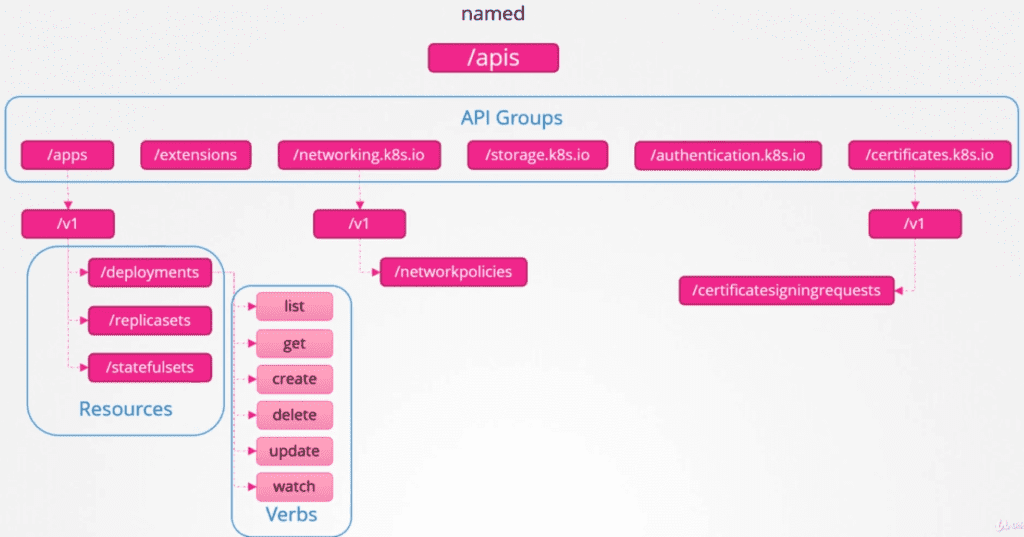 named
/apis
API Groups
/apps
/extensions
/networking.k8s.io
/storage.k8s.io
/authentication.k8s.io
/certificates.k8s.io
/v1
/v1
/v1
/deployments
/networkpolicies
/certificatesigningrequests
/replicasets
/statefulsets
Resources
list
get
create
delete
update
watch
Verbs